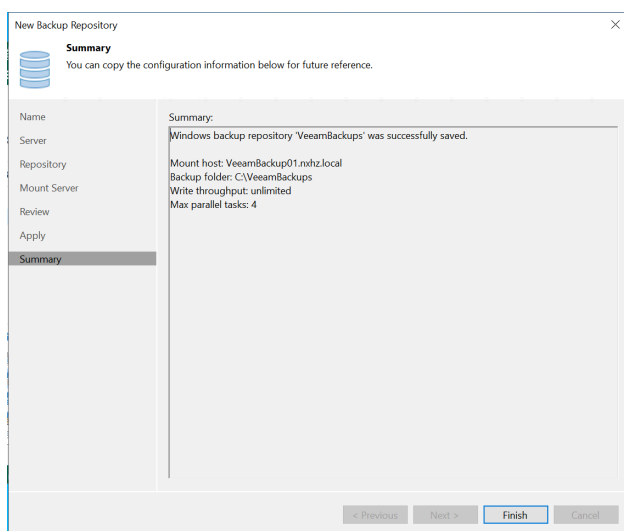 New Backup Repository
Summary
You can copy the configuration information below for future reference.
Name
Server
Repository
Mount Server
Review
Apply
Summary
Summary:
Windows backup repository 'VeeamBackups' was successfully saved.
Mount host: VeeamBackup01.nxhz.local
Backup folder: C:\VeeamBackups
Write throughput: unlimited
Max parallel tasks: 4
< Previous
Next >
Finish
Cancel